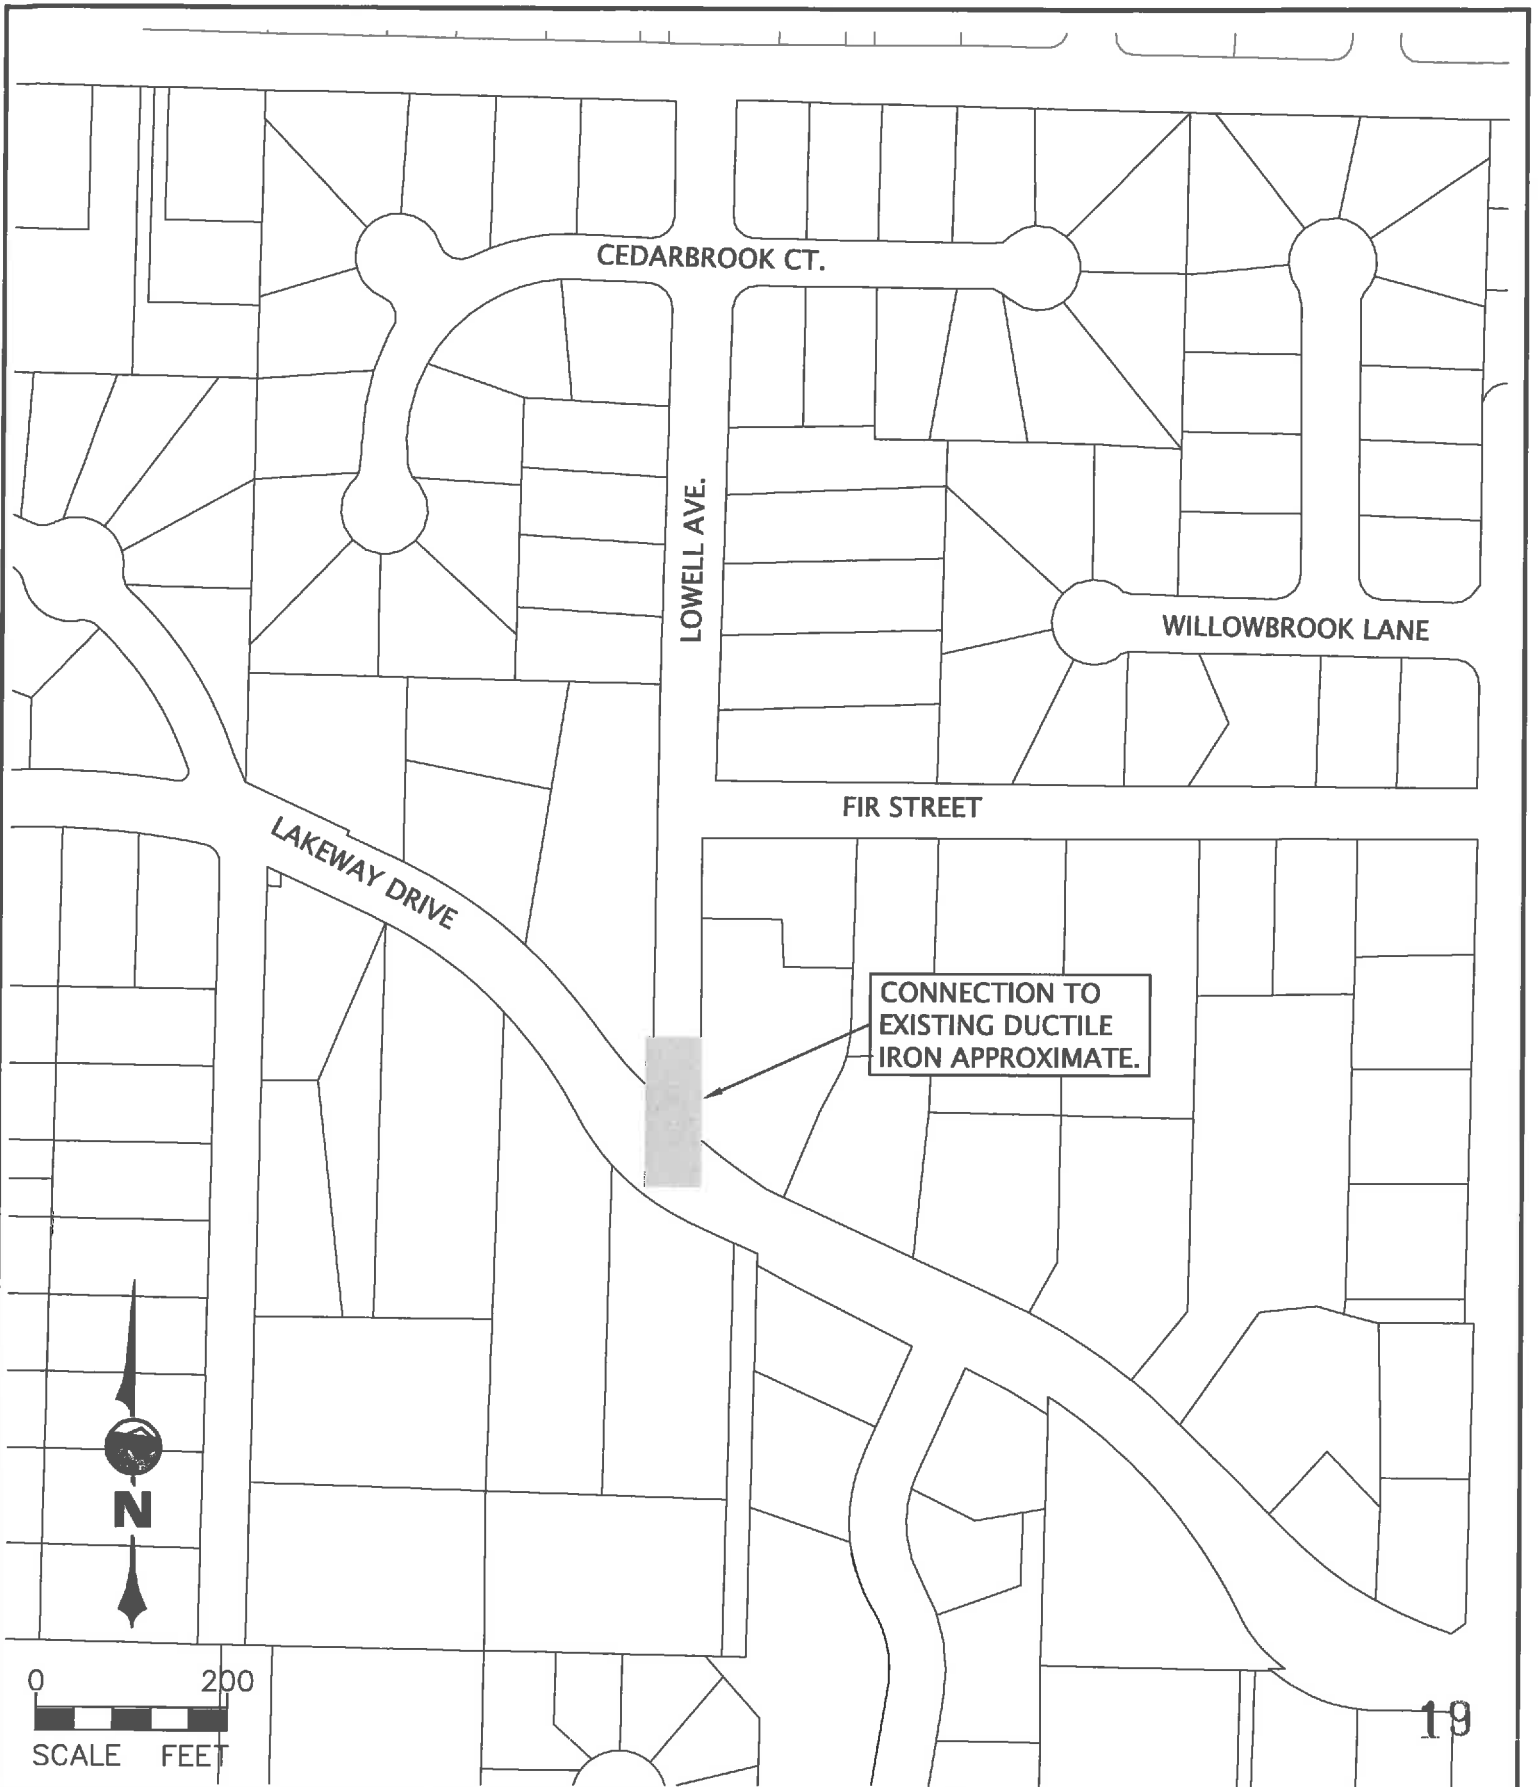 CEDARBROOK CT.
LOWELL AVE.
WILLOWBROOK LANE
FIR STREET
LAKEWAY DRIVE
CONNECTION TO
EXISTING DUCTILE
IRON APPROXIMATE.
N
0 200
SCALE FEET
19